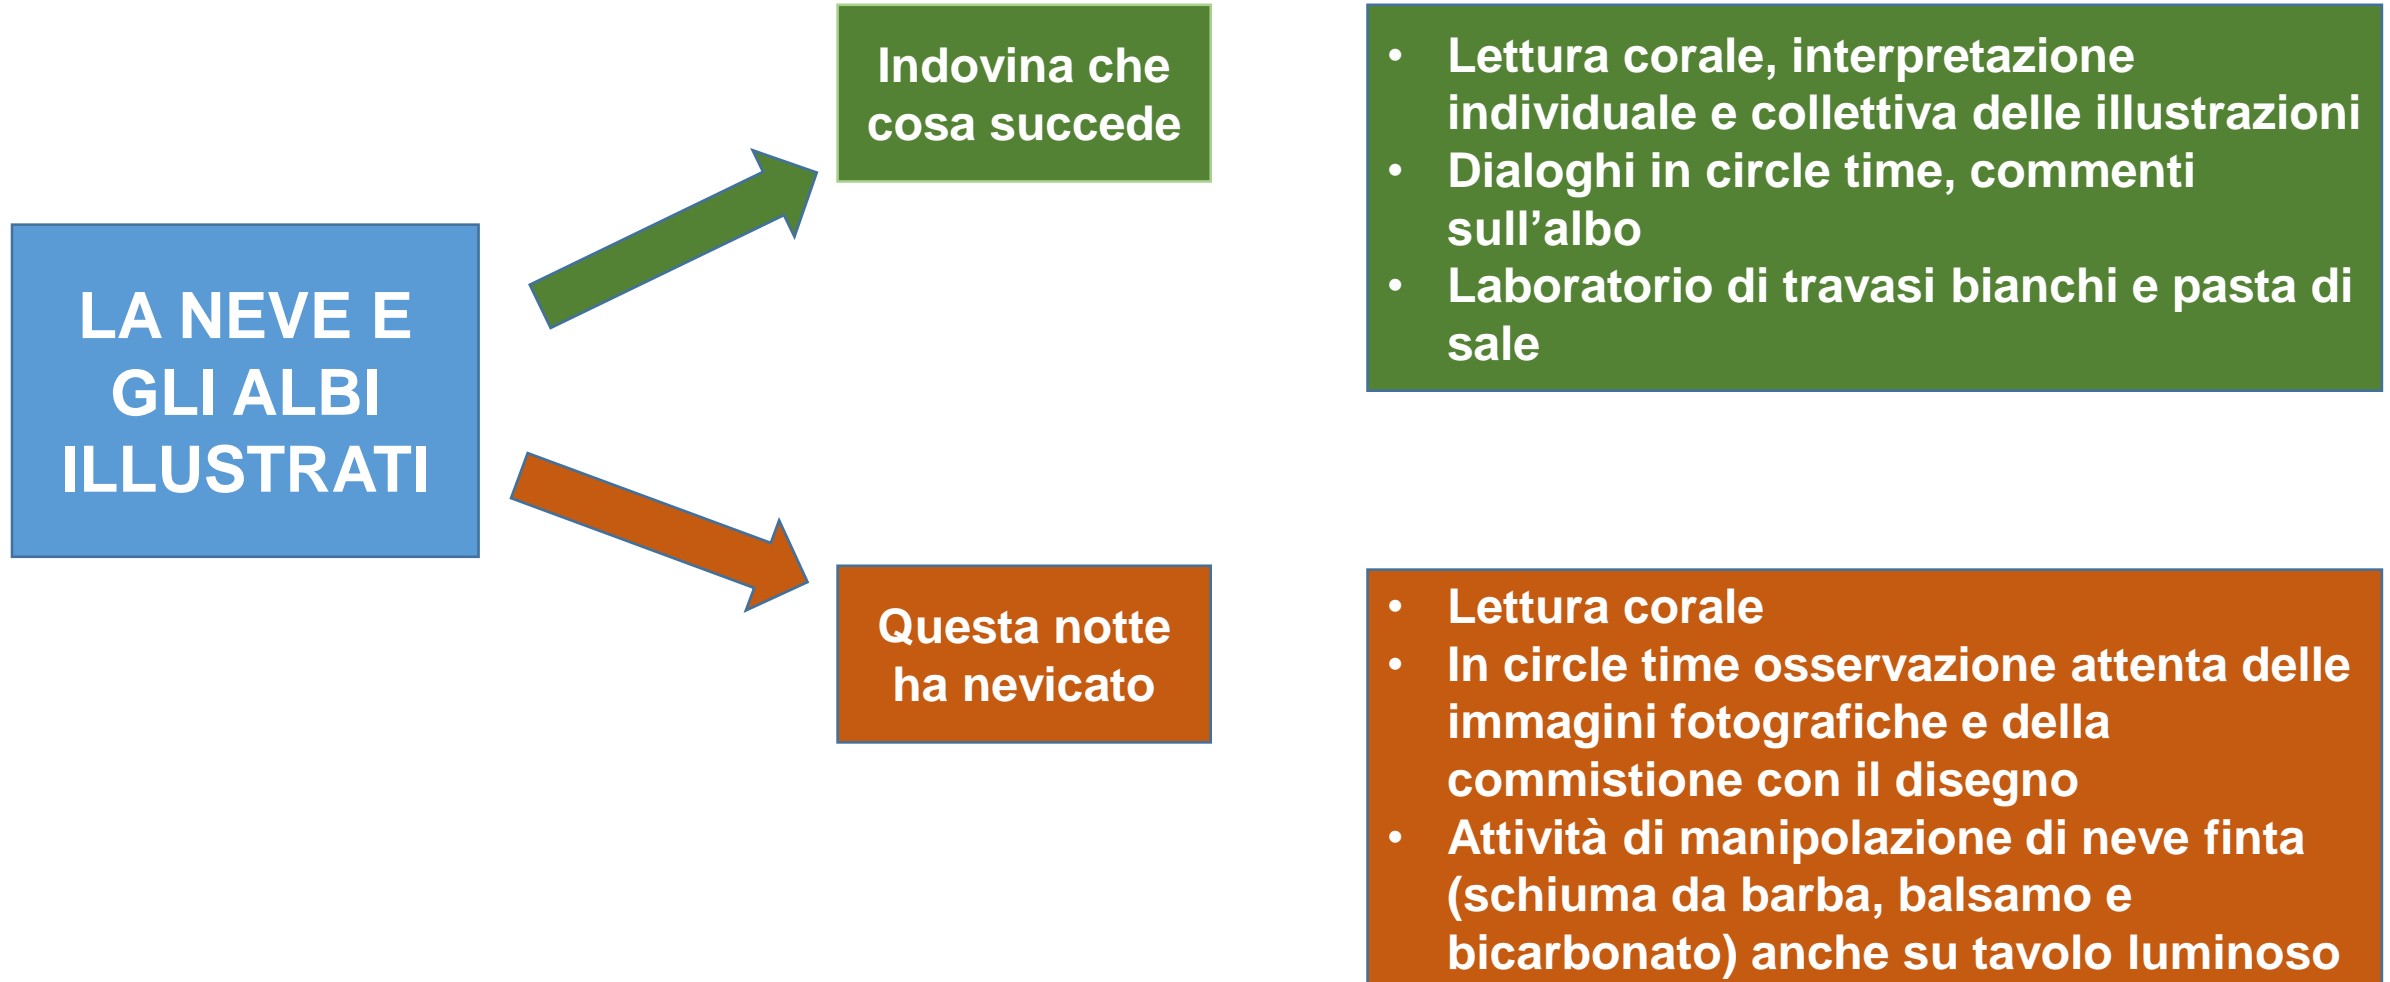 LA NEVE E
GLI ALBI
ILLUSTRATI
Indovina che
cosa succede
• Lettura corale, interpretazione
individuale e collettiva delle illustrazioni
• Dialoghi in circle time, commenti
sull’albo
• Laboratorio di travasi bianchi e pasta di
sale
Questa notte
ha nevicato
• Lettura corale
• In circle time osservazione attenta delle
immagini fotografiche e della
commistione con il disegno
• Attività di manipolazione di neve finta
(schiuma da barba, balsamo e
bicarbonato) anche su tavolo luminoso